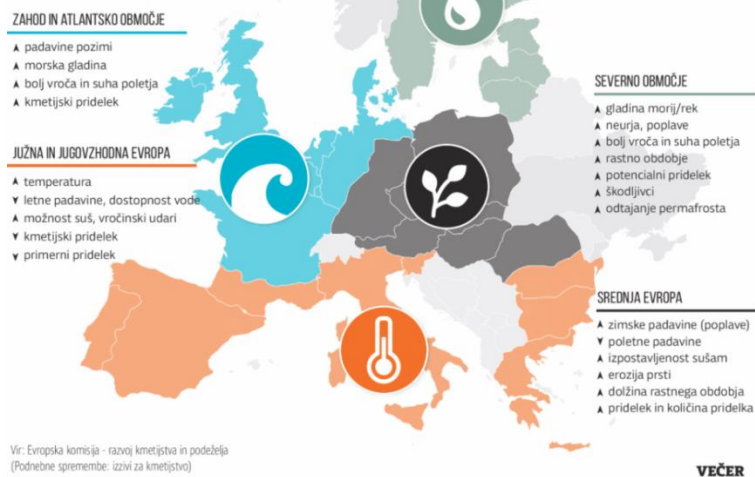 ZAHOD IN ATLANTSKO OBMOČJE
▲ padavine pozimi
▲ morska gladina
▲ bolj vroča in suha poletja
▲ kmetijski pridelek
JUŽNA IN JUGOVZHODNA EVROPA
▲ temperatura
▼ letne padavine, dostopnost vode
▲ možnost suš, vročinski udari
▼ kmetijski pridelek
▼ primerni pridelek
SEVERNO OBMOČJE
▲ gladina morij/rek
▲ neurja, poplave
▲ bolj vroča in suha poletja
▲ rastno obdobje
▲ potencialni pridelek
▲ škodljivci
▲ odtajanje permafrosta
SREDNJA EVROPA
▲ zimske padavine (poplave)
▼ poletne padavine
▲ izpostavljenost sušam
▲ erozija prsti
▲ dolžina rastnega obdobja
▲ pridelek in količina pridelka
Vir: Evropska komisija - razvoj kmetijstva in podeželja
(Podnebne spremembe: izzivi za kmetijstvo)
VEČER